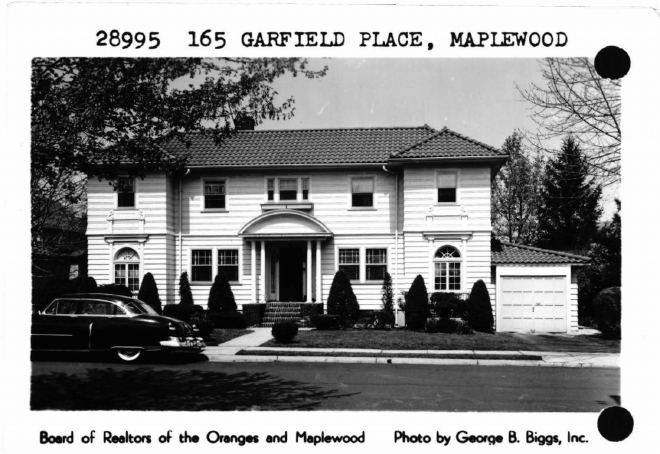 28995 165 GARFIELD PLACE, MAPLEWOOD
Board of Realtors of the Oranges and Maplewood Photo by George B. Biggs, Inc.